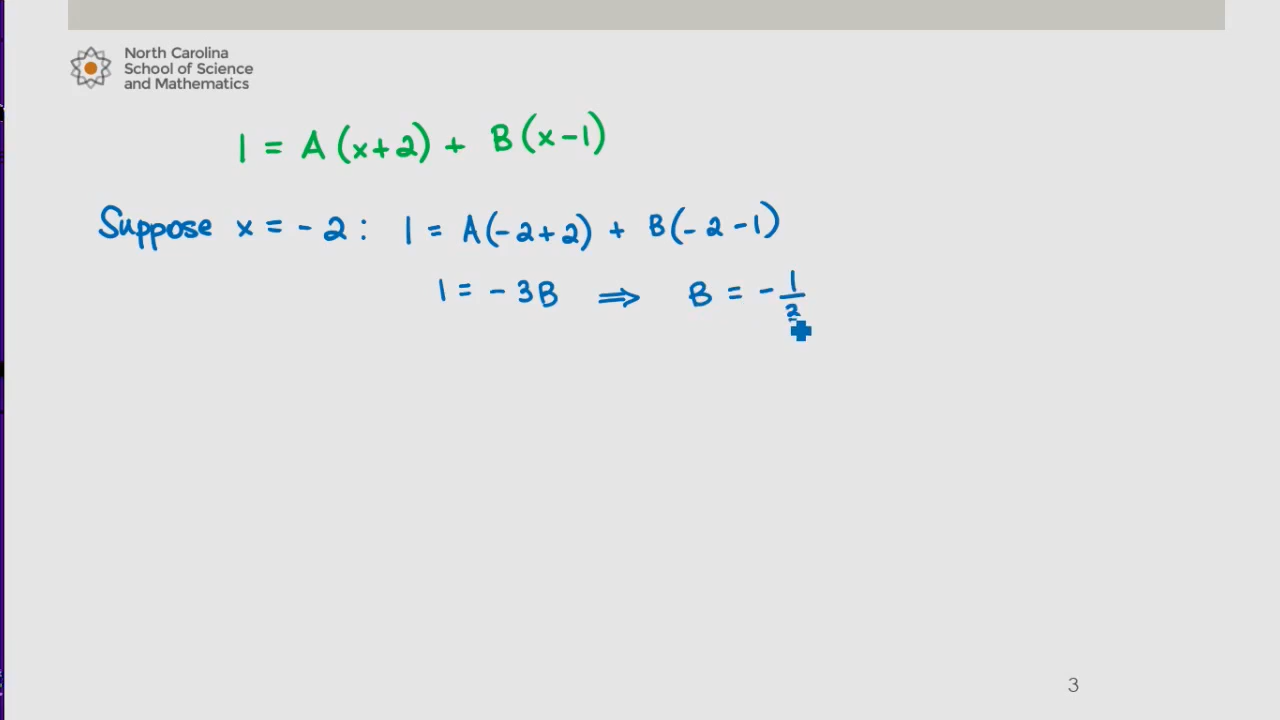 North Carolina
School of Science
and Mathematics
1 = A(x+2) + B(x-1)
Suppose x = -2: 1 = A(-2+2) + B(-2-1)
1 = -3B ⟹ B = -1/2
3